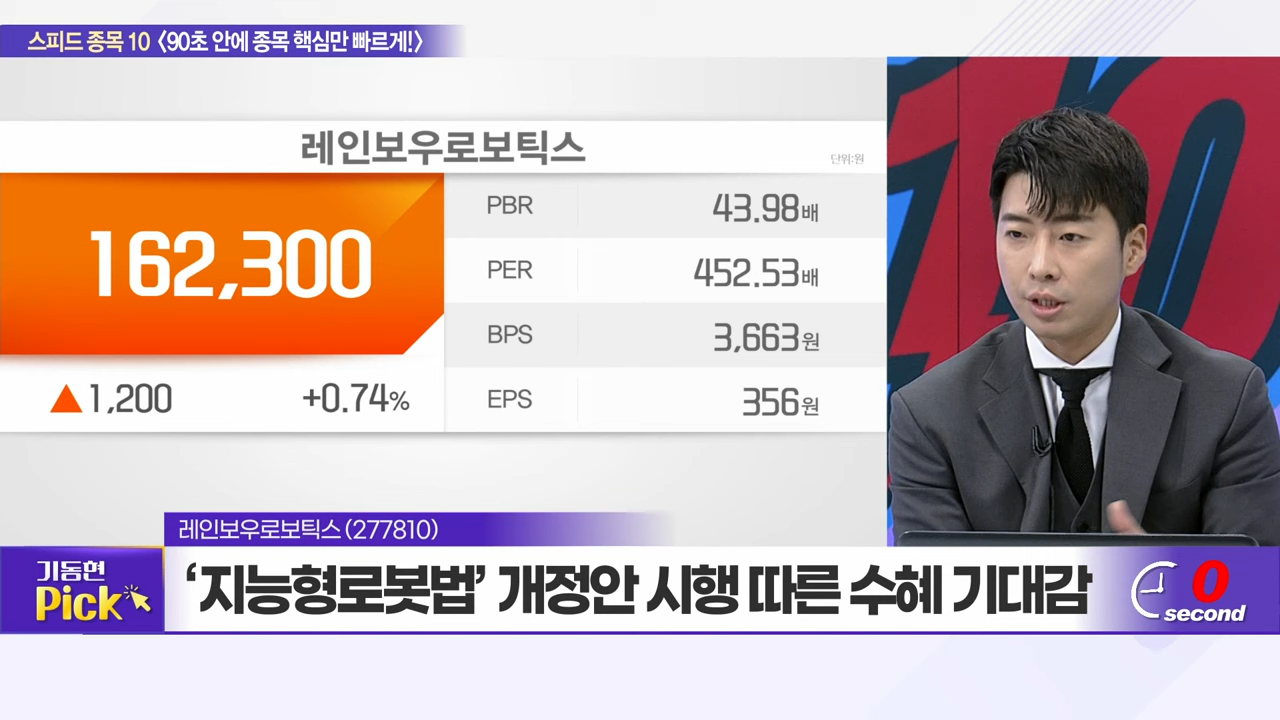 스피드 종목 10 〈90초 안에 종목 핵심만 빠르게!〉
레인보우로보틱스
단위:원
162,300
▲1,200 +0.74%
PBR 43.98배
PER 452.53배
BPS 3,663원
EPS 356원
레인보우로보틱스(277810)
기동현
Pick
‘지능형로봇법’ 개정안 시행 따른 수혜 기대감
0
second